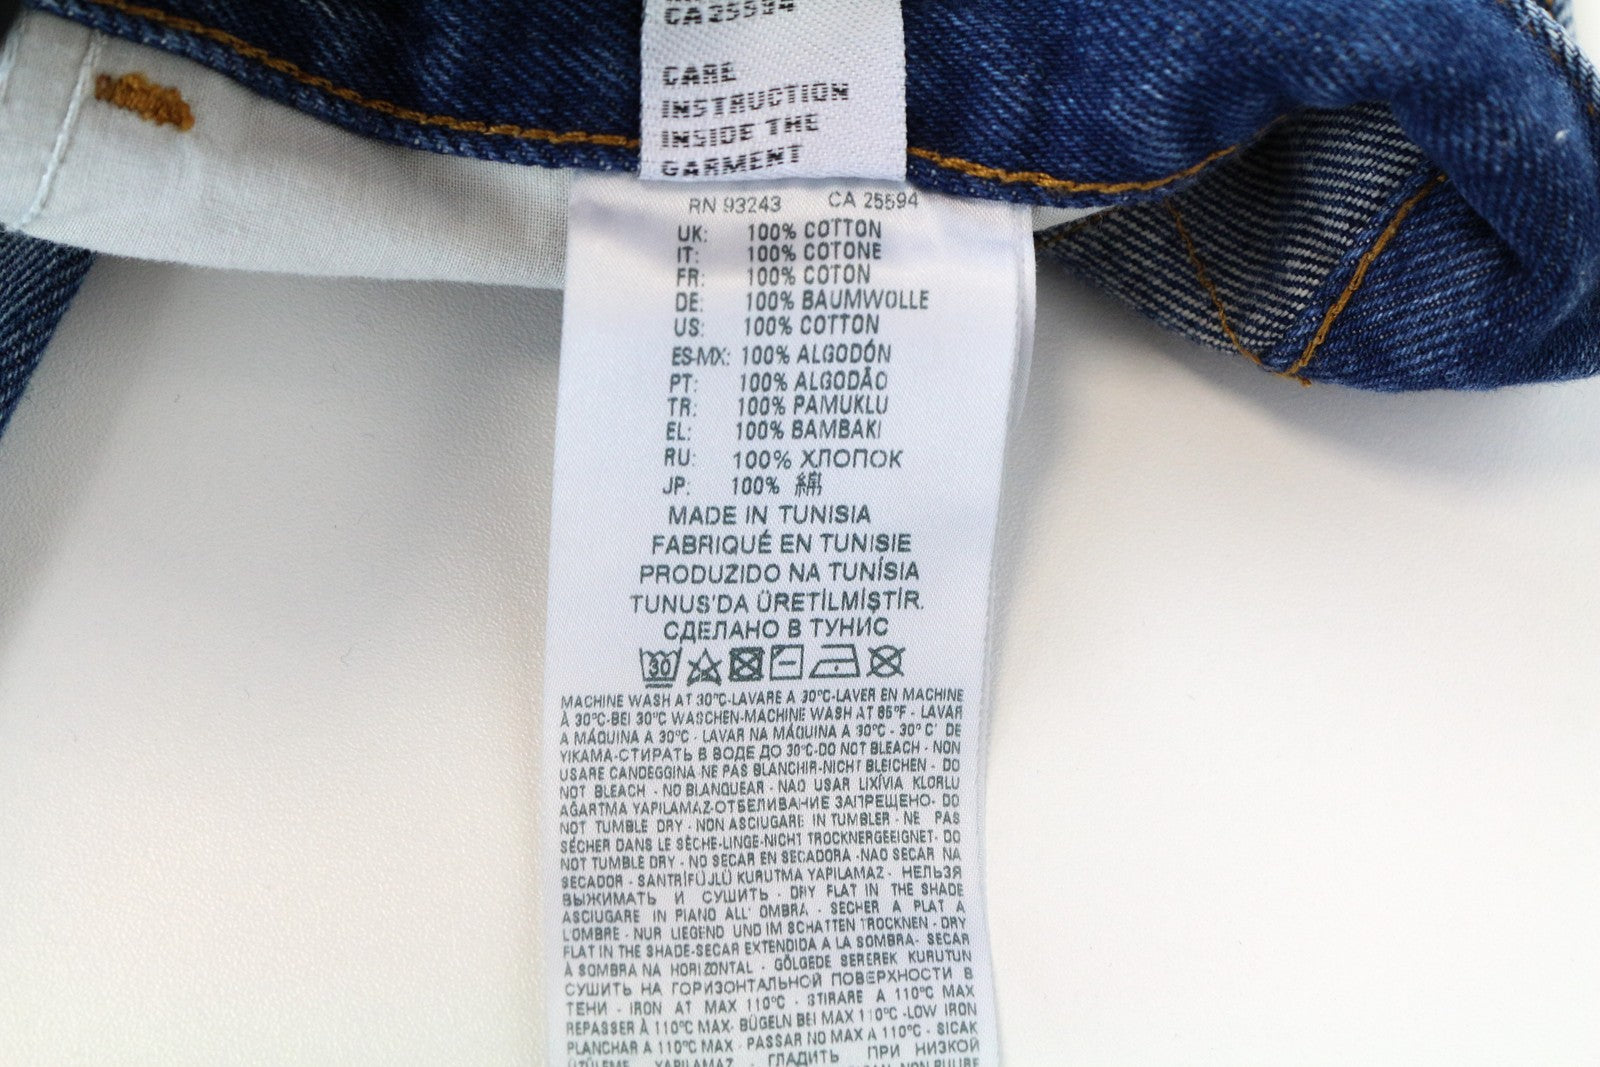 CA 25594
CARE
INSTRUCTION
INSIDE THE
GARMENT
RN 93243 CA 25594
UK: 100% COTTON
IT: 100% COTONE
FR: 100% COTON
DE: 100% BAUMWOLLE
US: 100% COTTON
ES-MX: 100% ALGODÓN
PT: 100% ALGODÃO
TR: 100% PAMUKLU
EL: 100% BAMBAKI
RU: 100% ХЛОПОК
JP: 100% 綿
MADE IN TUNISIA
FABRIQUÉ EN TUNISIE
PRODUZIDO NA TUNÍSIA
TUNUS'DA ÜRETİLMİŞTİR.
СДЕЛАНО В ТУНИС
30
MACHINE WASH AT 30°C-LAVARE A 30°C-LAVER EN MACHINE
À 30°C-BEI 30°C WASCHEN-MACHINE WASH AT 85°F - LAVAR
A MÁQUINA A 30°C - LAVAR NA MÁQUINA A 30°C - 30° C' DE
YIKAMA-СТИРАТЬ В ВОДЕ ДО 30°C-DO NOT BLEACH - NON
USARE CANDEGGINA-NE PAS BLANCHIR-NICHT BLEICHEN - DO
NOT BLEACH - NO BLANQUEAR - NAO USAR LIXÍVIA KLORLU
AĞARTMA YAPILAMAZ-ОТБЕЛИВАНИЕ ЗАПРЕЩЕНО- DO
NOT TUMBLE DRY - NON ASCIUGARE IN TUMBLER - NE PAS
SÉCHER DANS LE SÈCHE-LINGE-NICHT TROCKNERGEEIGNET- DO
NOT TUMBLE DRY - NO SECAR EN SECADORA -NAO SECAR NA
SECADOR - SANTRİFÜJLÜ KURUTMA YAPILAMAZ - НЕЛЬЗЯ
ВЫЖИМАТЬ И СУШИТЬ - DRY FLAT IN THE SHADE
ASCIUGARE IN PIANO ALL' OMBRA - SECHER A PLAT A
L'OMBRE - NUR LIEGEND UND IM SCHATTEN TROCKNEN - DRY
FLAT IN THE SHADE-SECAR EXTENDIDA A LA SOMBRA- SECAR
À SOMBRA NA HORIZONTAL - GÖLGEDE SEREREK KURUTUN
СУШИТЬ НА ГОРИЗОНТАЛЬНОЙ ПОВЕРХНОСТИ В
ТЕНИ - IRON AT MAX 110°C - STIRARE A 110°C MAX
REPASSER À 110°C MAX- BÜGELN BEI MAX 110°C -LOW IRON
PLANCHAR A 110°C MAX - PASSAR NO MAX A 110°C - SICAK
ÜTÜLEME YAPILAMAZ - ГЛАДИТЬ ПРИ НИЗКОЙ